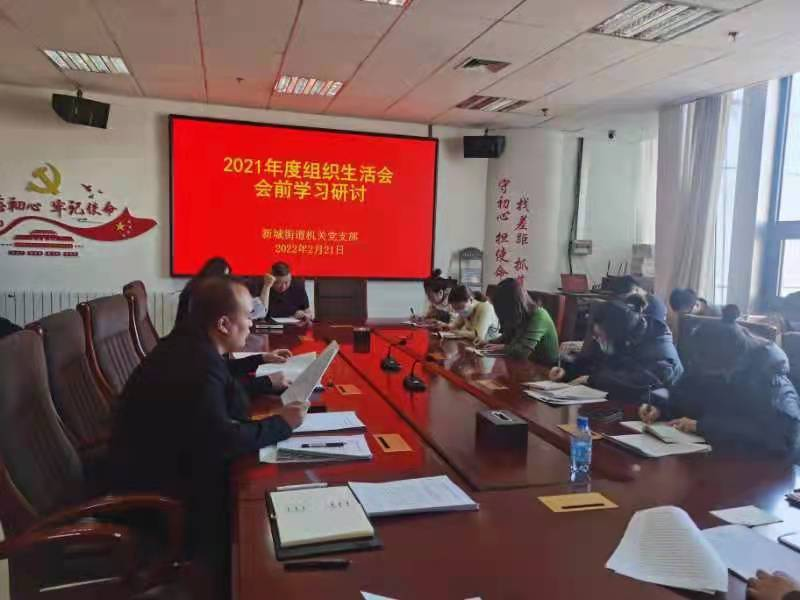 2021年度组织生活会
会前学习研讨
新城街道机关党支部
2022年2月21日
初心 牢记使命
守初心 担使命
找差距 抓